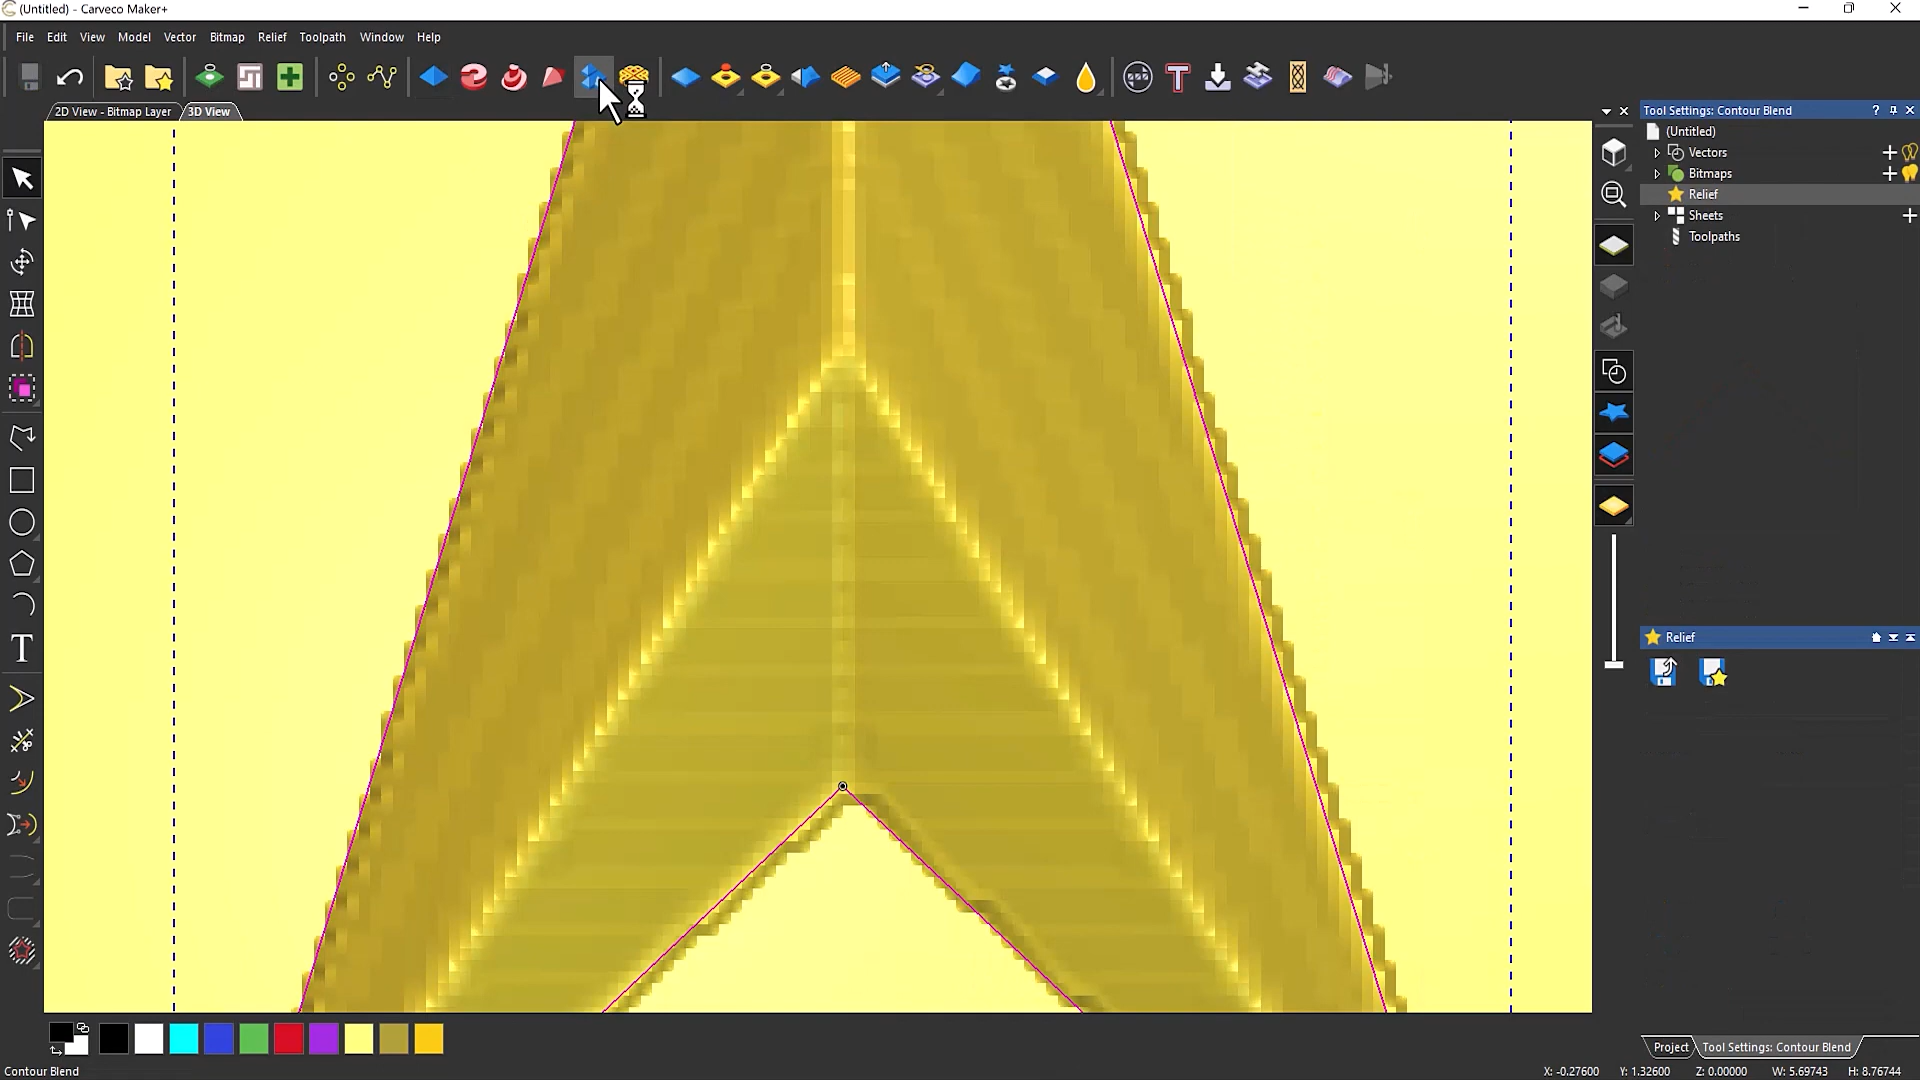 (Untitled) - Carveco Maker+
File Edit View Model Vector Bitmap Relief Toolpath Window Help
2D View - Bitmap Layer 3D View
Tool Settings: Contour Blend
(Untitled)
Vectors
Bitmaps
Relief
Sheets
Toolpaths
Relief
Project Tool Settings: Contour Blend
Contour Blend X: -0.27600 Y: 1.32600 Z: 0.00000 W: 5.69743 H: 8.76744